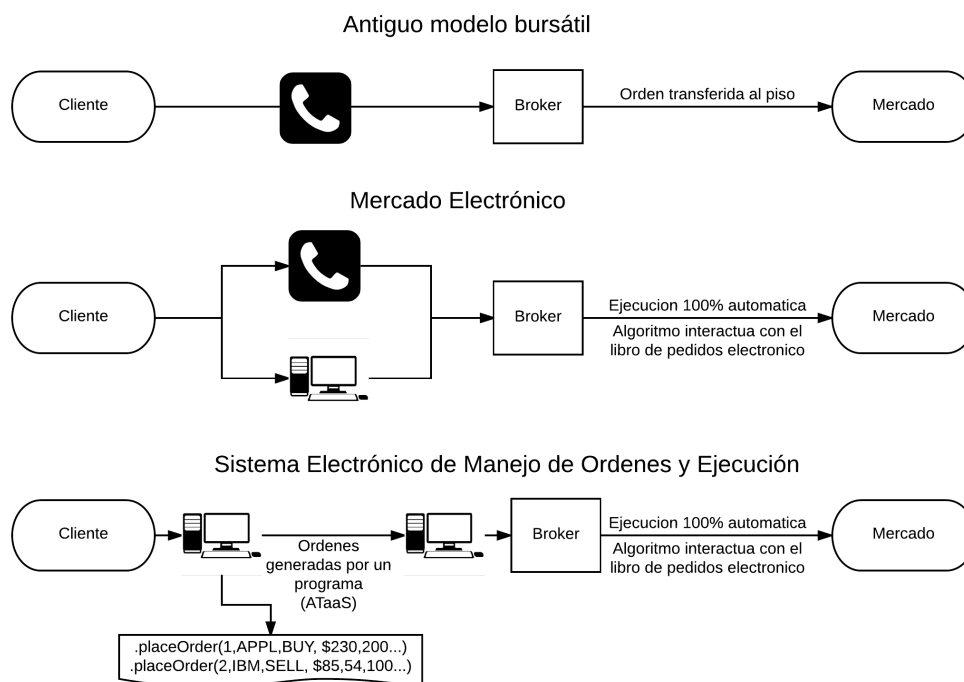 Antiguo modelo bursátil
Cliente
Broker
Orden transferida al piso
Mercado
Mercado Electrónico
Cliente
Broker
Ejecucion 100% automatica
Algoritmo interactua con el
libro de pedidos electronico
Mercado
Sistema Electrónico de Manejo de Ordenes y Ejecución
Cliente
Ordenes
generadas por un
programa
(ATaaS)
Broker
Ejecucion 100% automatica
Algoritmo interactua con el
libro de pedidos electronico
Mercado
.placeOrder(1,APPL,BUY, $230,200...)
.placeOrder(2,IBM,SELL, $85,54,100...)